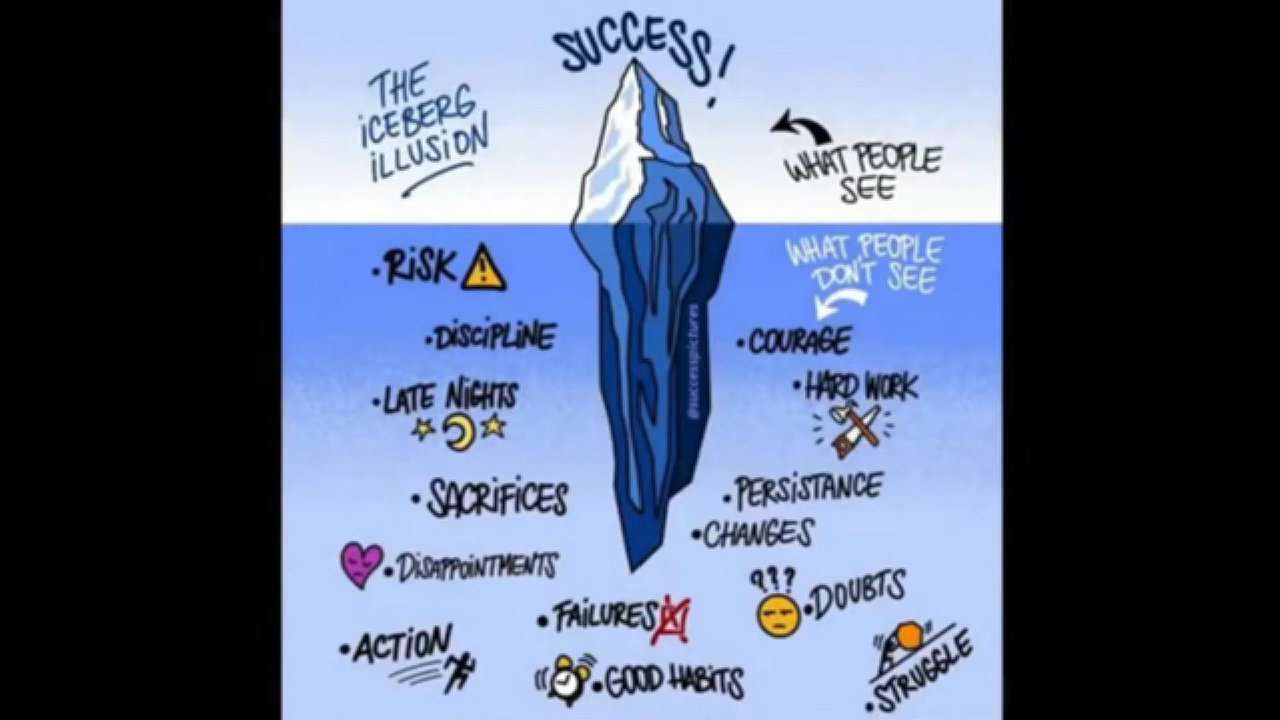 SUCCESS!
THE
ICEBERG
ILLUSION
WHAT PEOPLE
SEE
WHAT PEOPLE
DON'T SEE
• RISK
• DISCIPLINE
• LATE NIGHTS
• SACRIFICES
• DISAPPOINTMENTS
• ACTION
• FAILURES
• GOOD HABITS
• COURAGE
• HARD WORK
• PERSISTANCE
• CHANGES
???
• DOUBTS
• STRUGGLE
@successpictures